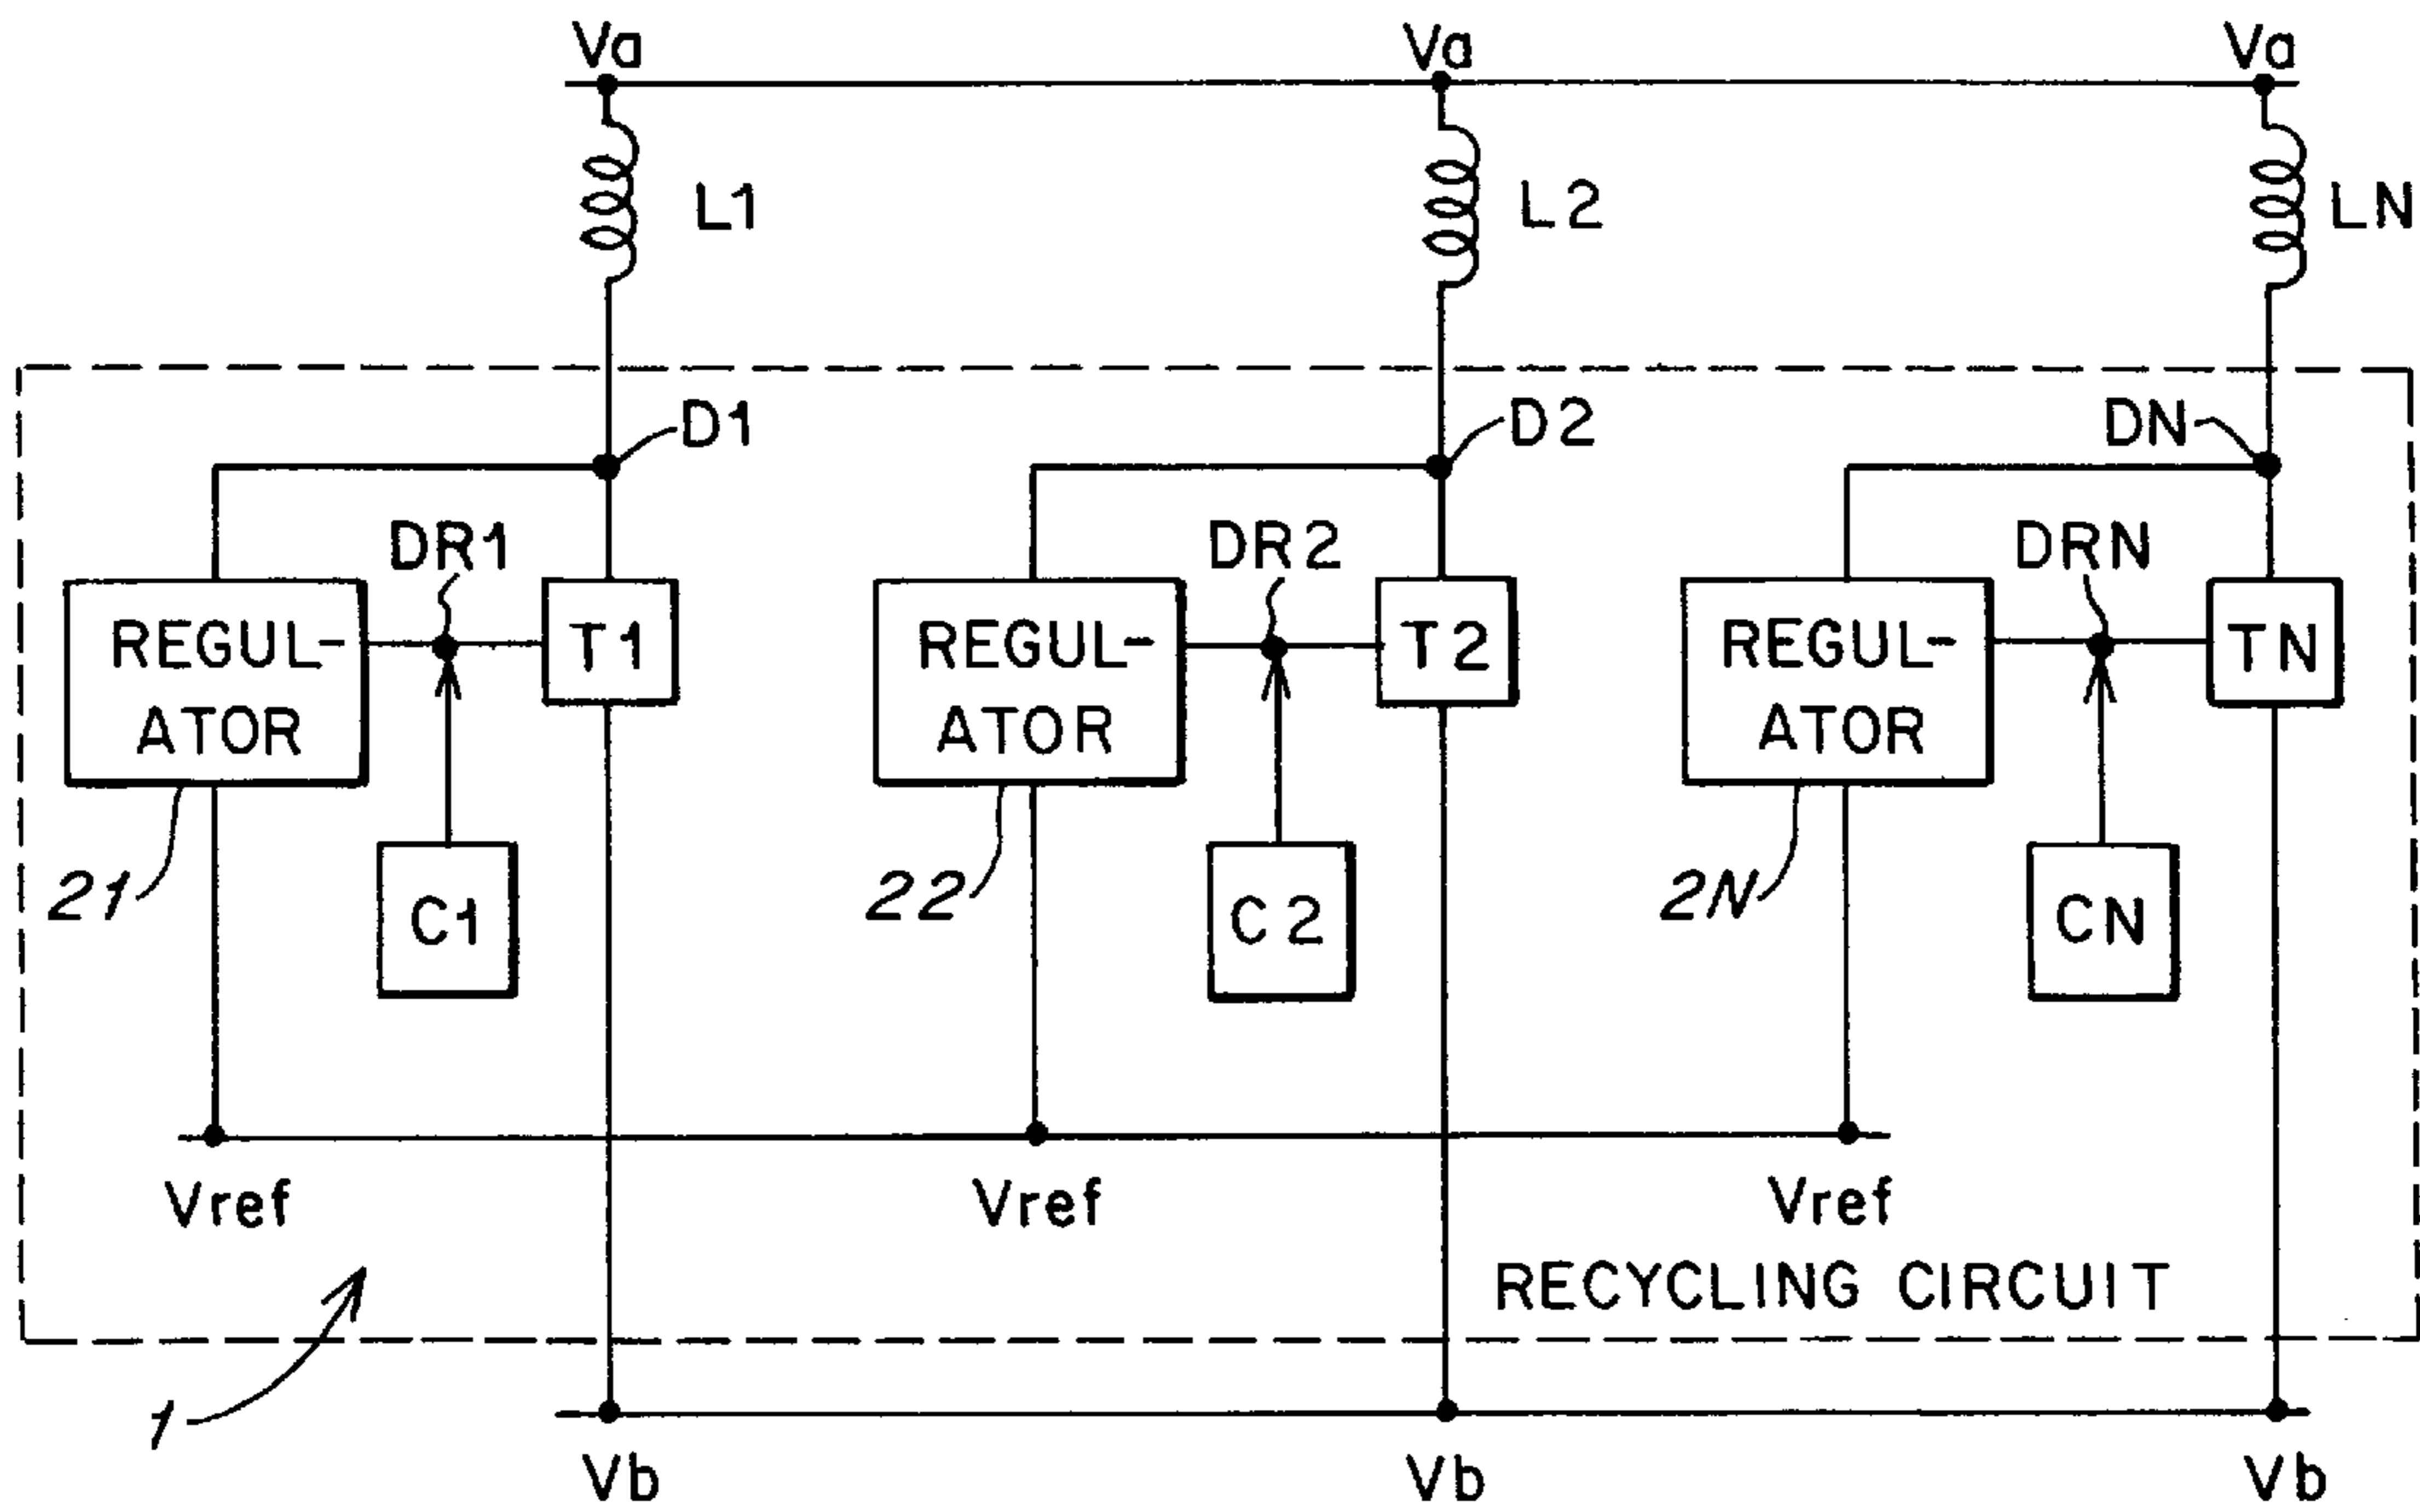 Va Va Va
L1 L2 LN
D1 D2 DN
DR1 DR2 DRN
REGUL- T1 REGUL- T2 REGUL- TN
ATOR ATOR ATOR
21 C1 22 C2 2N CN
Vref Vref Vref
RECYCLING CIRCUIT
1
Vb Vb Vb